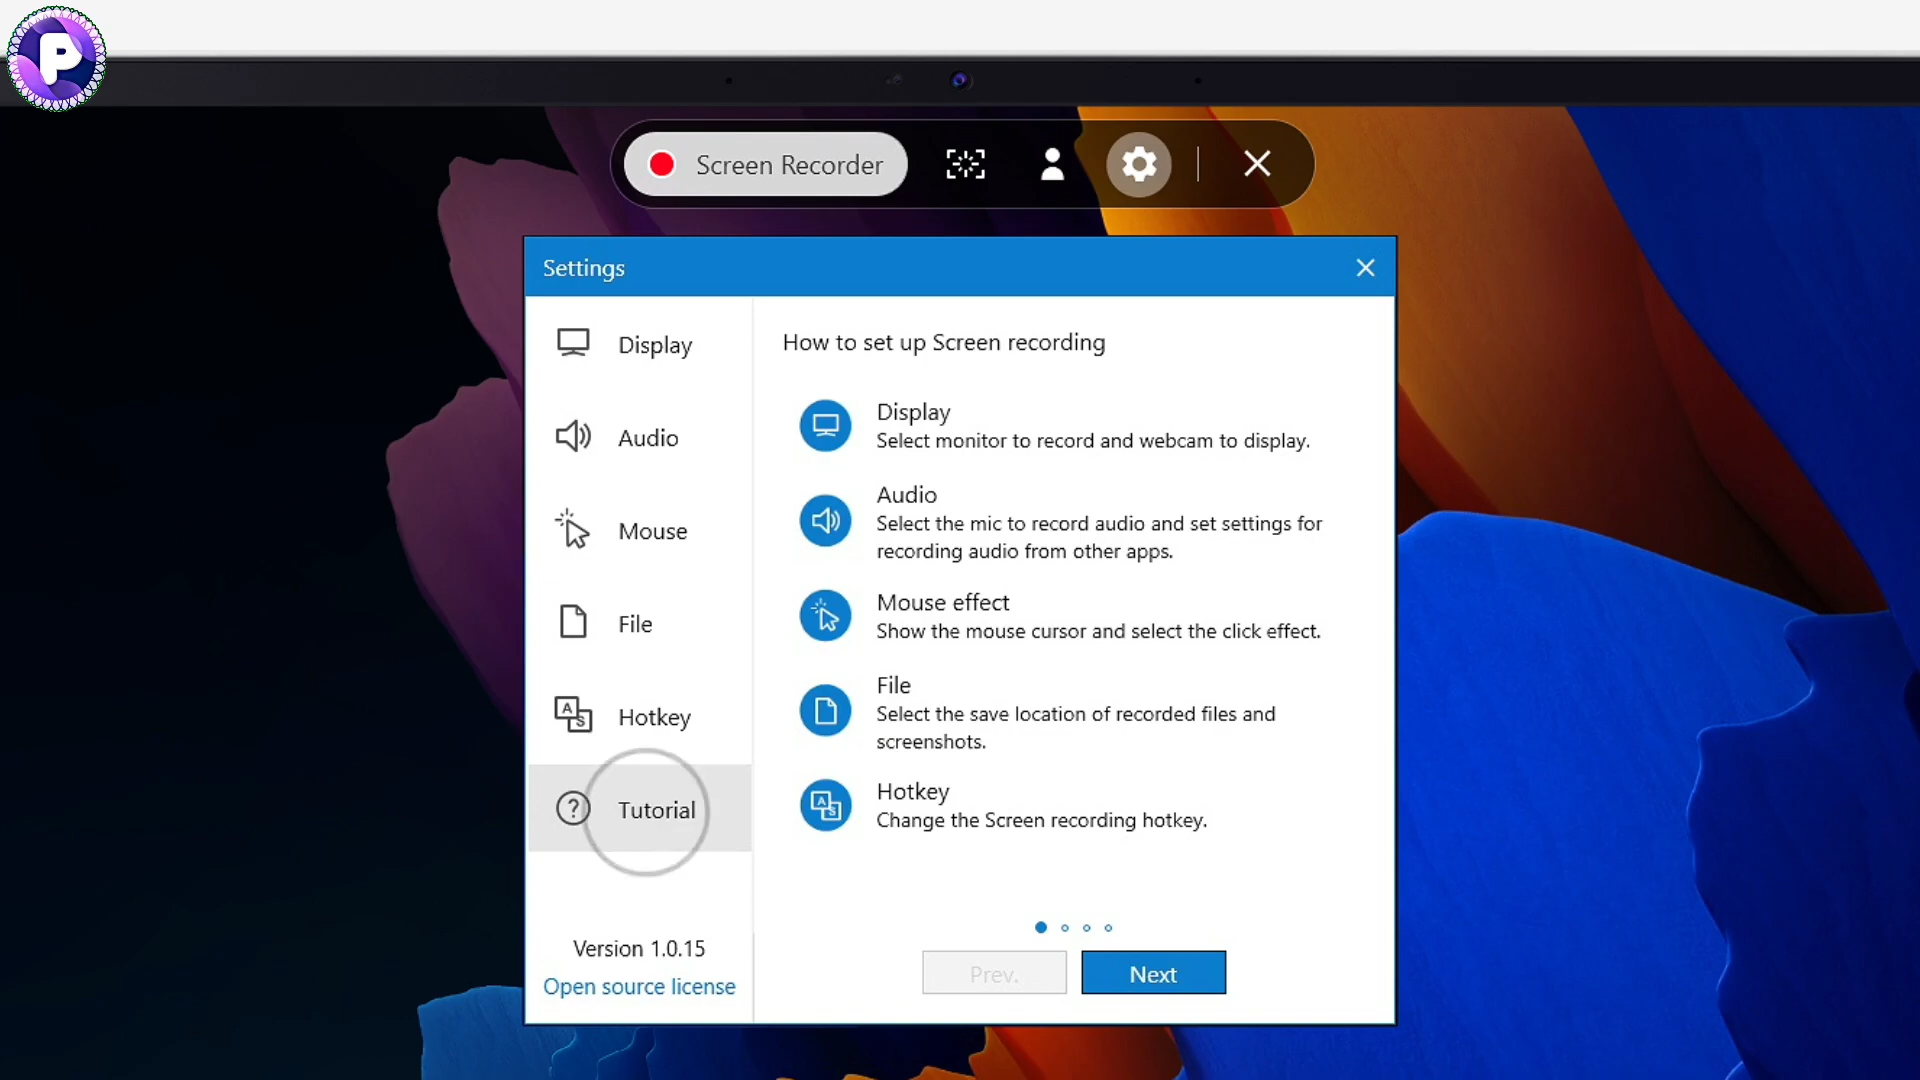 P
Screen Recorder
Settings
Display
Audio
Mouse
File
Hotkey
Tutorial
Version 1.0.15
Open source license
How to set up Screen recording
Display
Select monitor to record and webcam to display.
Audio
Select the mic to record audio and set settings for
recording audio from other apps.
Mouse effect
Show the mouse cursor and select the click effect.
File
Select the save location of recorded files and
screenshots.
Hotkey
Change the Screen recording hotkey.
Prev.
Next